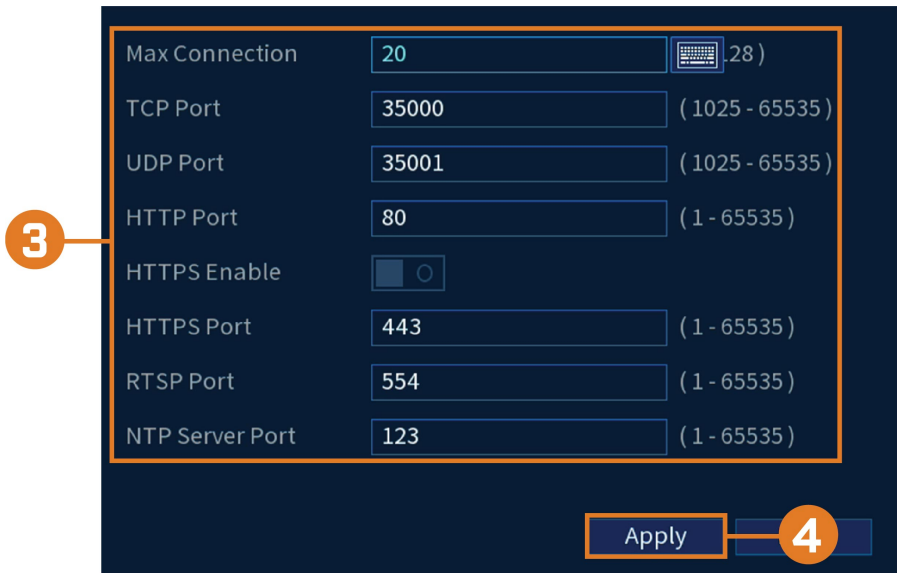 Max Connection 20 .28 )
TCP Port 35000 ( 1025 - 65535 )
UDP Port 35001 ( 1025 - 65535 )
HTTP Port 80 ( 1 - 65535 )
3
HTTPS Enable
HTTPS Port 443 ( 1 - 65535 )
RTSP Port 554 ( 1 - 65535 )
NTP Server Port 123 ( 1 - 65535 )
Apply 4